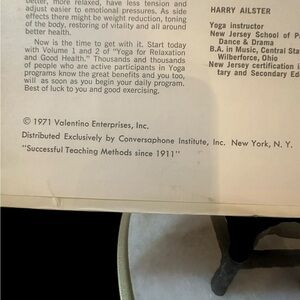 better, more relaxed, have less tension and
adjust easier to emotional pressures. As side
effects there might be weight reduction, toning
of the body, restoring of vitality and all around
better health.
Now is the time to get with it. Start today
with Volume 1 and 2 of "Yoga for Relaxation
and Good Health." Thousands and thousands
of people who are active participants in Yoga
programs know the great benefits and you too,
will as soon as you begin your daily program.
Best of luck to you and good exercising.
HARRY AILSTER
Yoga instructor
New Jersey School of
Dance & Drama
B.A. in Music, Central Sta
Wilberforce, Ohio
New Jersey certification i
tary and Secondary Ed
© 1971 Valentino Enterprises, Inc.
Distributed Exclusively by Conversaphone Institute, Inc. New York, N. Y.
"Successful Teaching Methods since 1911"